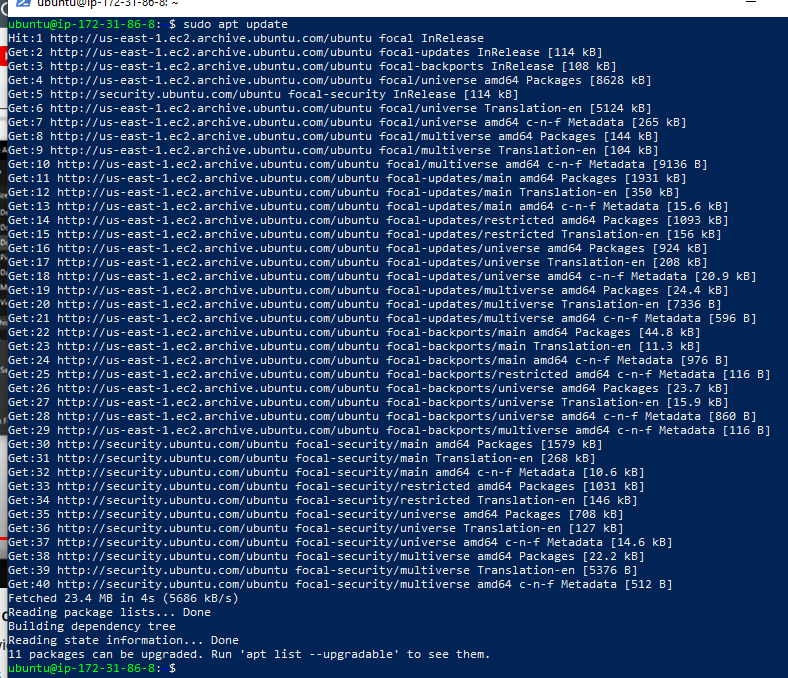 ubuntu@ip-172-31-86-8: ~
ubuntu@ip-172-31-86-8: $ sudo apt update
Hit:1 http://us-east-1.ec2.archive.ubuntu.com/ubuntu focal InRelease
Get:2 http://us-east-1.ec2.archive.ubuntu.com/ubuntu focal-updates InRelease [114 kB]
Get:3 http://us-east-1.ec2.archive.ubuntu.com/ubuntu focal-backports InRelease [108 kB]
Get:4 http://us-east-1.ec2.archive.ubuntu.com/ubuntu focal/universe amd64 Packages [8628 kB]
Get:5 http://security.ubuntu.com/ubuntu focal-security InRelease [114 kB]
Get:6 http://us-east-1.ec2.archive.ubuntu.com/ubuntu focal/universe Translation-en [5124 kB]
Get:7 http://us-east-1.ec2.archive.ubuntu.com/ubuntu focal/universe amd64 c-n-f Metadata [265 kB]
Get:8 http://us-east-1.ec2.archive.ubuntu.com/ubuntu focal/multiverse amd64 Packages [144 kB]
Get:9 http://us-east-1.ec2.archive.ubuntu.com/ubuntu focal/multiverse Translation-en [104 kB]
Get:10 http://us-east-1.ec2.archive.ubuntu.com/ubuntu focal/multiverse amd64 c-n-f Metadata [9136 B]
Get:11 http://us-east-1.ec2.archive.ubuntu.com/ubuntu focal-updates/main amd64 Packages [1931 kB]
Get:12 http://us-east-1.ec2.archive.ubuntu.com/ubuntu focal-updates/main Translation-en [350 kB]
Get:13 http://us-east-1.ec2.archive.ubuntu.com/ubuntu focal-updates/main amd64 c-n-f Metadata [15.6 kB]
Get:14 http://us-east-1.ec2.archive.ubuntu.com/ubuntu focal-updates/restricted amd64 Packages [1093 kB]
Get:15 http://us-east-1.ec2.archive.ubuntu.com/ubuntu focal-updates/restricted Translation-en [156 kB]
Get:16 http://us-east-1.ec2.archive.ubuntu.com/ubuntu focal-updates/universe amd64 Packages [924 kB]
Get:17 http://us-east-1.ec2.archive.ubuntu.com/ubuntu focal-updates/universe Translation-en [208 kB]
Get:18 http://us-east-1.ec2.archive.ubuntu.com/ubuntu focal-updates/universe amd64 c-n-f Metadata [20.9 kB]
Get:19 http://us-east-1.ec2.archive.ubuntu.com/ubuntu focal-updates/multiverse amd64 Packages [24.4 kB]
Get:20 http://us-east-1.ec2.archive.ubuntu.com/ubuntu focal-updates/multiverse Translation-en [7336 B]
Get:21 http://us-east-1.ec2.archive.ubuntu.com/ubuntu focal-updates/multiverse amd64 c-n-f Metadata [596 B]
Get:22 http://us-east-1.ec2.archive.ubuntu.com/ubuntu focal-backports/main amd64 Packages [44.8 kB]
Get:23 http://us-east-1.ec2.archive.ubuntu.com/ubuntu focal-backports/main Translation-en [11.3 kB]
Get:24 http://us-east-1.ec2.archive.ubuntu.com/ubuntu focal-backports/main amd64 c-n-f Metadata [976 B]
Get:25 http://us-east-1.ec2.archive.ubuntu.com/ubuntu focal-backports/restricted amd64 c-n-f Metadata [116 B]
Get:26 http://us-east-1.ec2.archive.ubuntu.com/ubuntu focal-backports/universe amd64 Packages [23.7 kB]
Get:27 http://us-east-1.ec2.archive.ubuntu.com/ubuntu focal-backports/universe Translation-en [15.9 kB]
Get:28 http://us-east-1.ec2.archive.ubuntu.com/ubuntu focal-backports/universe amd64 c-n-f Metadata [860 B]
Get:29 http://us-east-1.ec2.archive.ubuntu.com/ubuntu focal-backports/multiverse amd64 c-n-f Metadata [116 B]
Get:30 http://security.ubuntu.com/ubuntu focal-security/main amd64 Packages [1579 kB]
Get:31 http://security.ubuntu.com/ubuntu focal-security/main Translation-en [268 kB]
Get:32 http://security.ubuntu.com/ubuntu focal-security/main amd64 c-n-f Metadata [10.6 kB]
Get:33 http://security.ubuntu.com/ubuntu focal-security/restricted amd64 Packages [1031 kB]
Get:34 http://security.ubuntu.com/ubuntu focal-security/restricted Translation-en [146 kB]
Get:35 http://security.ubuntu.com/ubuntu focal-security/universe amd64 Packages [708 kB]
Get:36 http://security.ubuntu.com/ubuntu focal-security/universe Translation-en [127 kB]
Get:37 http://security.ubuntu.com/ubuntu focal-security/universe amd64 c-n-f Metadata [14.6 kB]
Get:38 http://security.ubuntu.com/ubuntu focal-security/multiverse amd64 Packages [22.2 kB]
Get:39 http://security.ubuntu.com/ubuntu focal-security/multiverse Translation-en [5376 B]
Get:40 http://security.ubuntu.com/ubuntu focal-security/multiverse amd64 c-n-f Metadata [512 B]
Fetched 23.4 MB in 4s (5686 kB/s)
Reading package lists... Done
Building dependency tree
Reading state information... Done
11 packages can be upgraded. Run 'apt list --upgradable' to see them.
ubuntu@ip-172-31-86-8: $